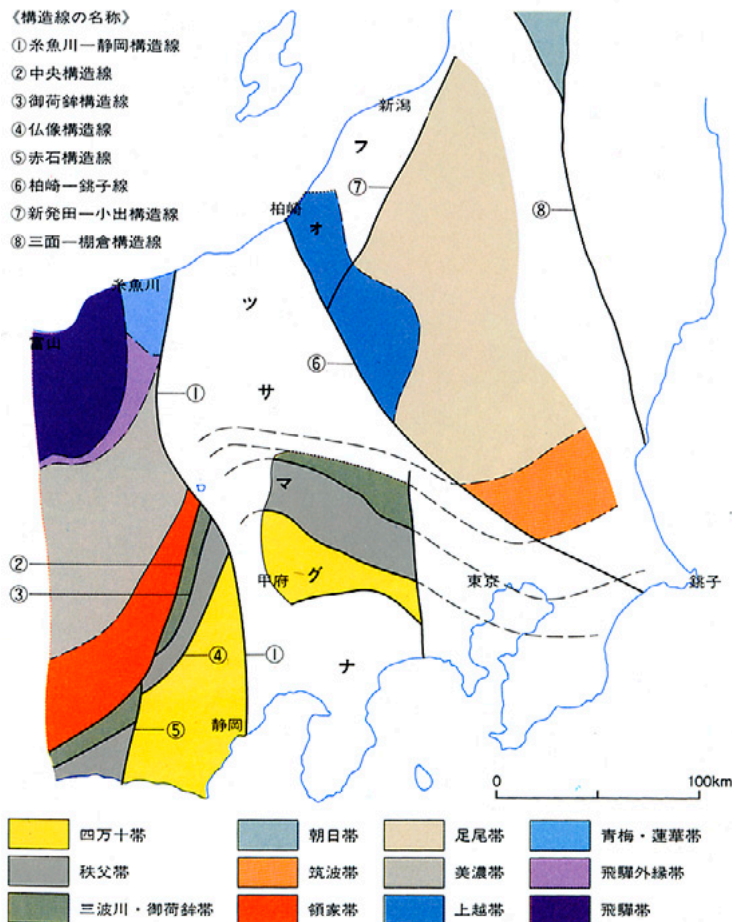 《構造線の名称》
①糸魚川―静岡構造線
②中央構造線
③御荷鉾構造線
④仏像構造線
⑤赤石構造線
⑥柏崎―銚子線
⑦新発田―小出構造線
⑧三面―棚倉構造線
新潟
フ
⑦
柏崎
オ
⑧
糸魚川
ツ
富山
⑥
①
サ
マ
②
甲府
グ
東京
銚子
③
④
①
ナ
⑤
静岡
0 100km
四万十帯
朝日帯
足尾帯
青梅・蓮華帯
秩父帯
筑波帯
美濃帯
飛驒外縁帯
三波川・御荷鉾帯
領家帯
上越帯
飛驒帯